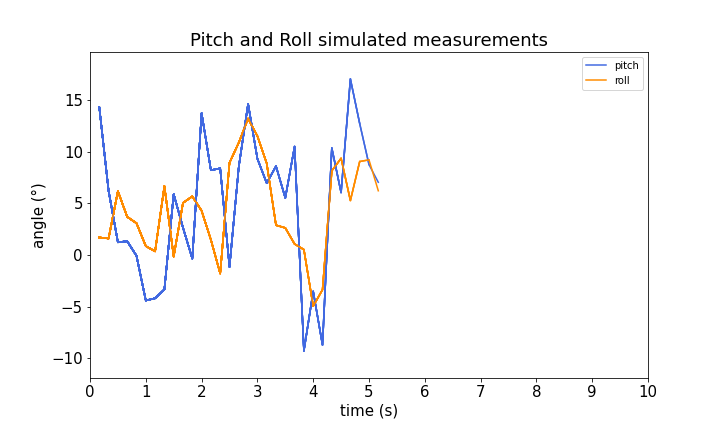 Pitch and Roll simulated measurements
pitch
roll
angle (°)
15
10
5
0
−5
−10
0 1 2 3 4 5 6 7 8 9 10
time (s)